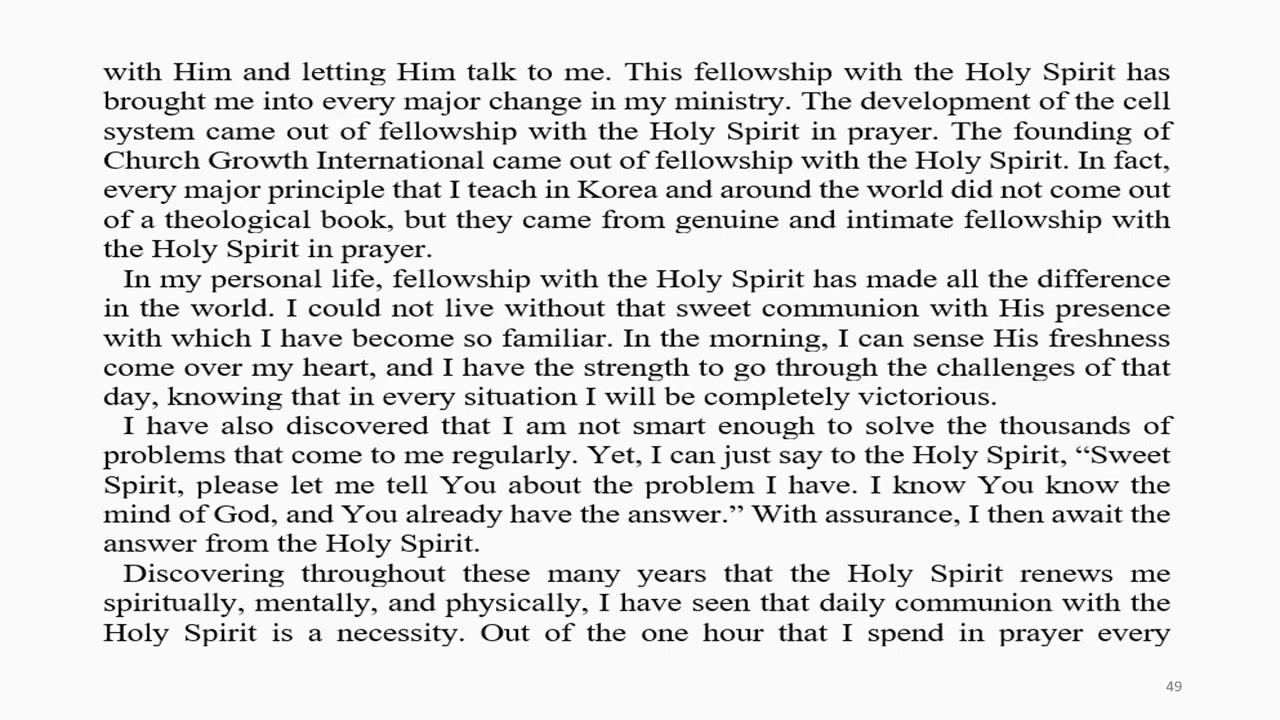 with Him and letting Him talk to me. This fellowship with the Holy Spirit has
brought me into every major change in my ministry. The development of the cell
system came out of fellowship with the Holy Spirit in prayer. The founding of
Church Growth International came out of fellowship with the Holy Spirit. In fact,
every major principle that I teach in Korea and around the world did not come out
of a theological book, but they came from genuine and intimate fellowship with
the Holy Spirit in prayer.
In my personal life, fellowship with the Holy Spirit has made all the difference
in the world. I could not live without that sweet communion with His presence
with which I have become so familiar. In the morning, I can sense His freshness
come over my heart, and I have the strength to go through the challenges of that
day, knowing that in every situation I will be completely victorious.
I have also discovered that I am not smart enough to solve the thousands of
problems that come to me regularly. Yet, I can just say to the Holy Spirit, “Sweet
Spirit, please let me tell You about the problem I have. I know You know the
mind of God, and You already have the answer.” With assurance, I then await the
answer from the Holy Spirit.
Discovering throughout these many years that the Holy Spirit renews me
spiritually, mentally, and physically, I have seen that daily communion with the
Holy Spirit is a necessity. Out of the one hour that I spend in prayer every
49